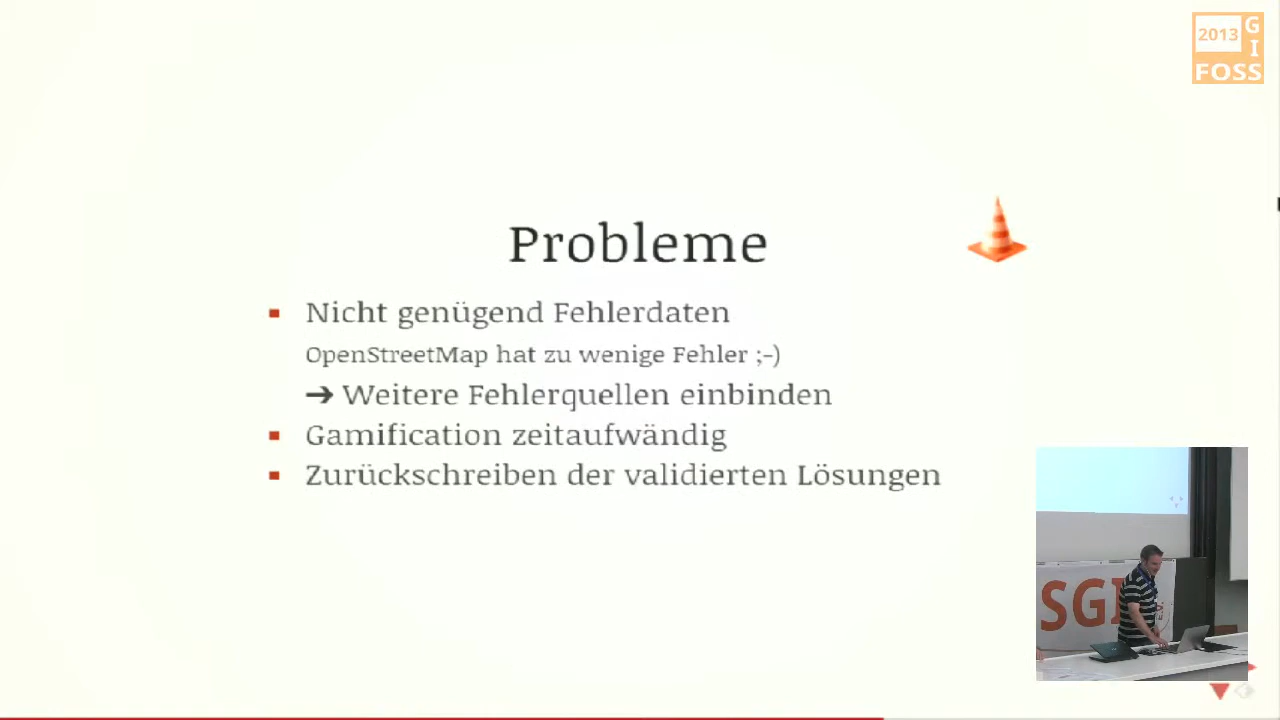 2013
G
I
FOSS
Probleme
Nicht genügend Fehlerdaten
OpenStreetMap hat zu wenige Fehler ;-)
➔ Weitere Fehlerquellen einbinden
Gamification zeitaufwändig
Zurückschreiben der validierten Lösungen
SGI
e.V.